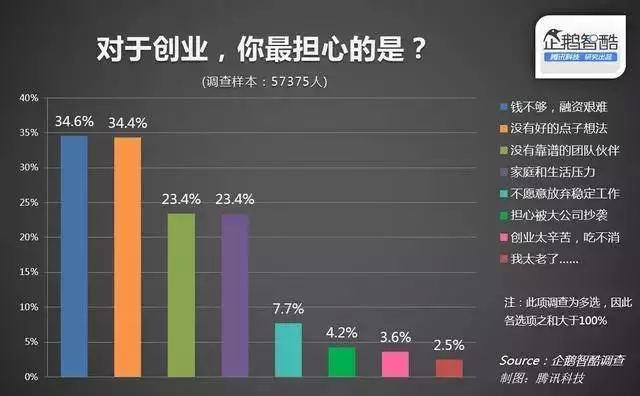 对于创业，你最担心的是？
(调查样本：57375人)
企鹅智酷
腾讯科技 研究出品
40%
35%
30%
25%
20%
15%
10%
5%
0%
34.6%
34.4%
23.4%
23.4%
7.7%
4.2%
3.6%
2.5%
钱不够，融资艰难
没有好的点子想法
没有靠谱的团队伙伴
家庭和生活压力
不愿意放弃稳定工作
担心被大公司抄袭
创业太辛苦，吃不消
我太老了……
注：此项调查为多选，因此
各选项之和大于100%
Source：企鹅智酷调查
制图：腾讯科技